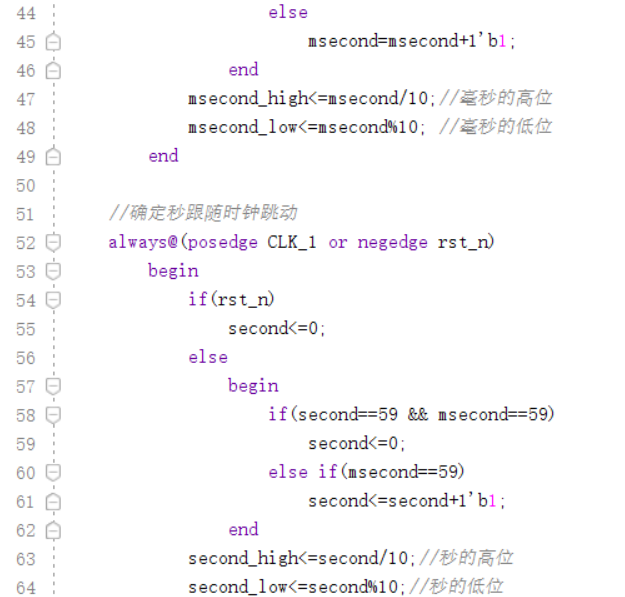 44 else
45 msecond=msecond+1'b1;
46 end
47 msecond_high<=msecond/10;//毫秒的高位
48 msecond_low<=msecond%10; //毫秒的低位
49 end
50
51 //确定秒跟随时钟跳动
52 always@(posedge CLK_1 or negedge rst_n)
53 begin
54 if(rst_n)
55 second<=0;
56 else
57 begin
58 if(second==59 && msecond==59)
59 second<=0;
60 else if(msecond==59)
61 second<=second+1'b1;
62 end
63 second_high<=second/10;//秒的高位
64 second_low<=second%10;//秒的低位